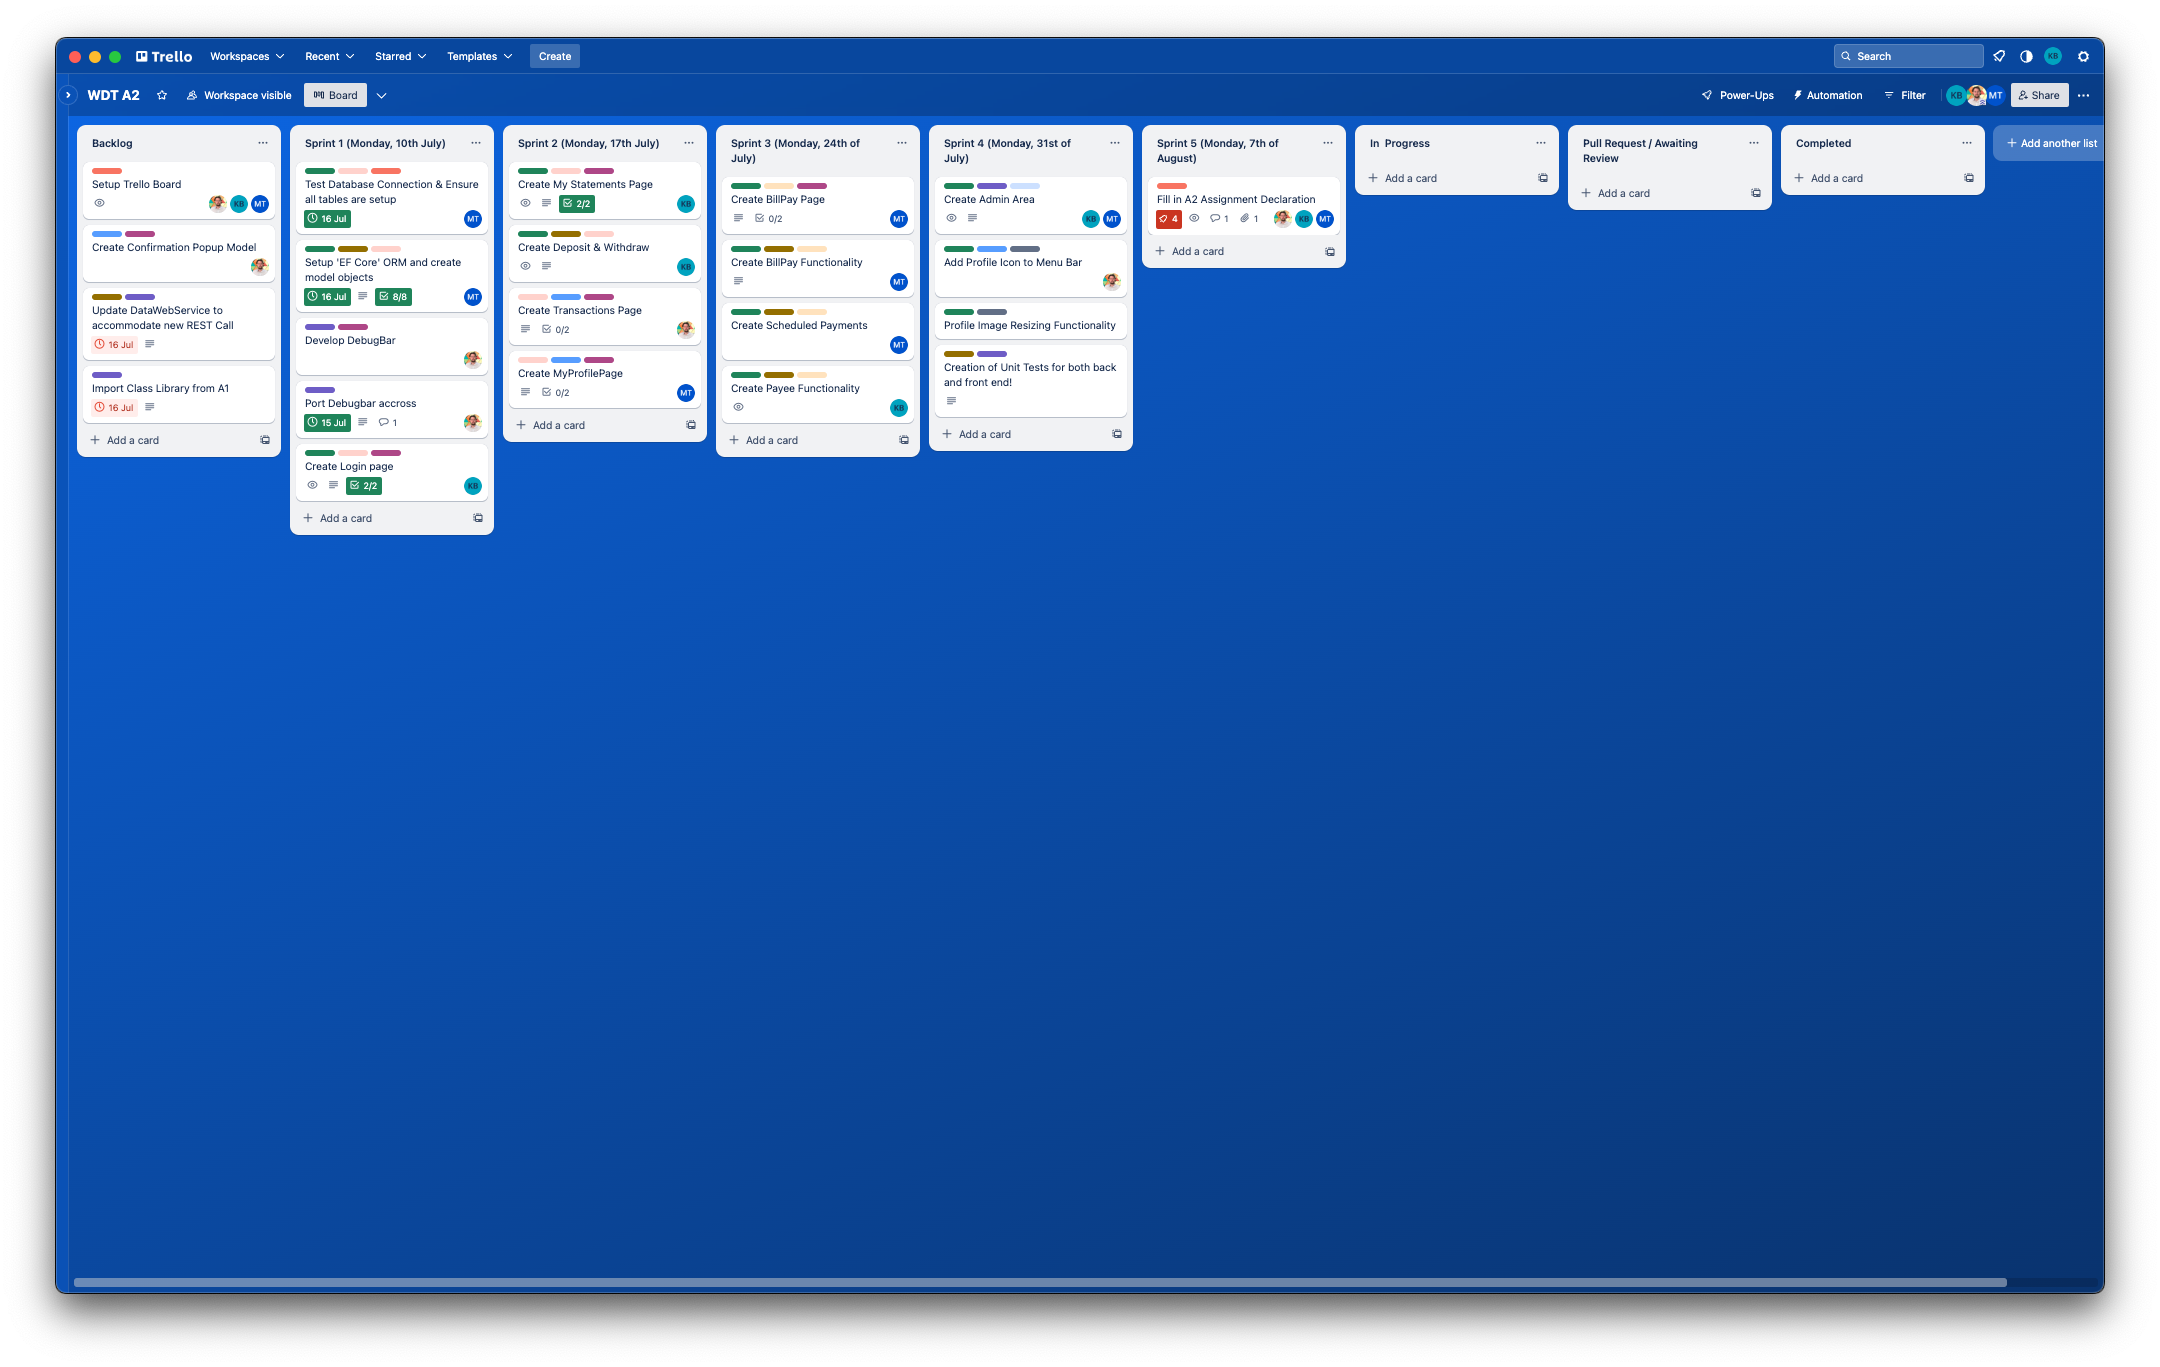 Trello Workspaces Recent Starred Templates Create Search KB
WDT A2 Workspace visible Board Power-Ups Automation Filter KB MT Share
Backlog
Setup Trello Board
KB MT
Create Confirmation Popup Model
Update DataWebService to
accommodate new REST Call
16 Jul
Import Class Library from A1
16 Jul
Add a card
Sprint 1 (Monday, 10th July)
Test Database Connection & Ensure
all tables are setup
16 Jul MT
Setup 'EF Core' ORM and create
model objects
16 Jul 8/8 MT
Develop DebugBar
Port Debugbar accross
15 Jul 1
Create Login page
2/2 KB
Add a card
Sprint 2 (Monday, 17th July)
Create My Statements Page
2/2 KB
Create Deposit & Withdraw
KB
Create Transactions Page
0/2
Create MyProfilePage
0/2 MT
Add a card
Sprint 3 (Monday, 24th of
July)
Create BillPay Page
0/2 MT
Create BillPay Functionality
MT
Create Scheduled Payments
MT
Create Payee Functionality
KB
Add a card
Sprint 4 (Monday, 31st of
July)
Create Admin Area
KB MT
Add Profile Icon to Menu Bar
Profile Image Resizing Functionality
Creation of Unit Tests for both back
and front end!
Add a card
Sprint 5 (Monday, 7th of
August)
Fill in A2 Assignment Declaration
4 1 1 KB MT
Add a card
In Progress
Add a card
Pull Request / Awaiting
Review
Add a card
Completed
Add a card
Add another list